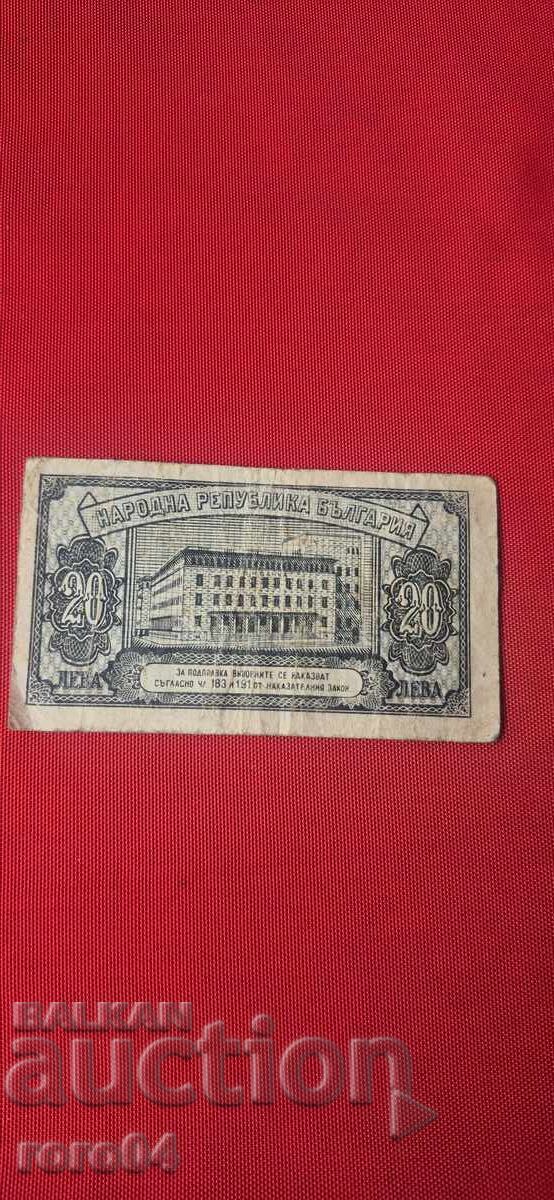 НАРОДНА РЕПУБЛИКА БЪЛГАРИЯ
20
20
ЗА ПОДПРАВКА ВИНОВНИТЕ СЕ НАКАЗВАТ
СЪГЛАСНО ЧЛ 183 И 191 ОТ НАКАЗАТЕЛНИЯ ЗАКОН
ЛЕВА
ЛЕВА
BALKAN
auction
roro04